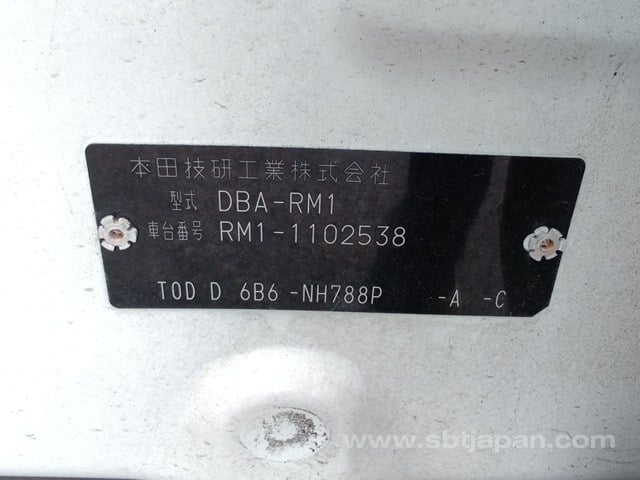 本田技研工業株式会社
型式 DBA-RM1
車台番号 RM1-1102538
TOD D 6B6 -NH788P -A -C
www.sbtjapan.com